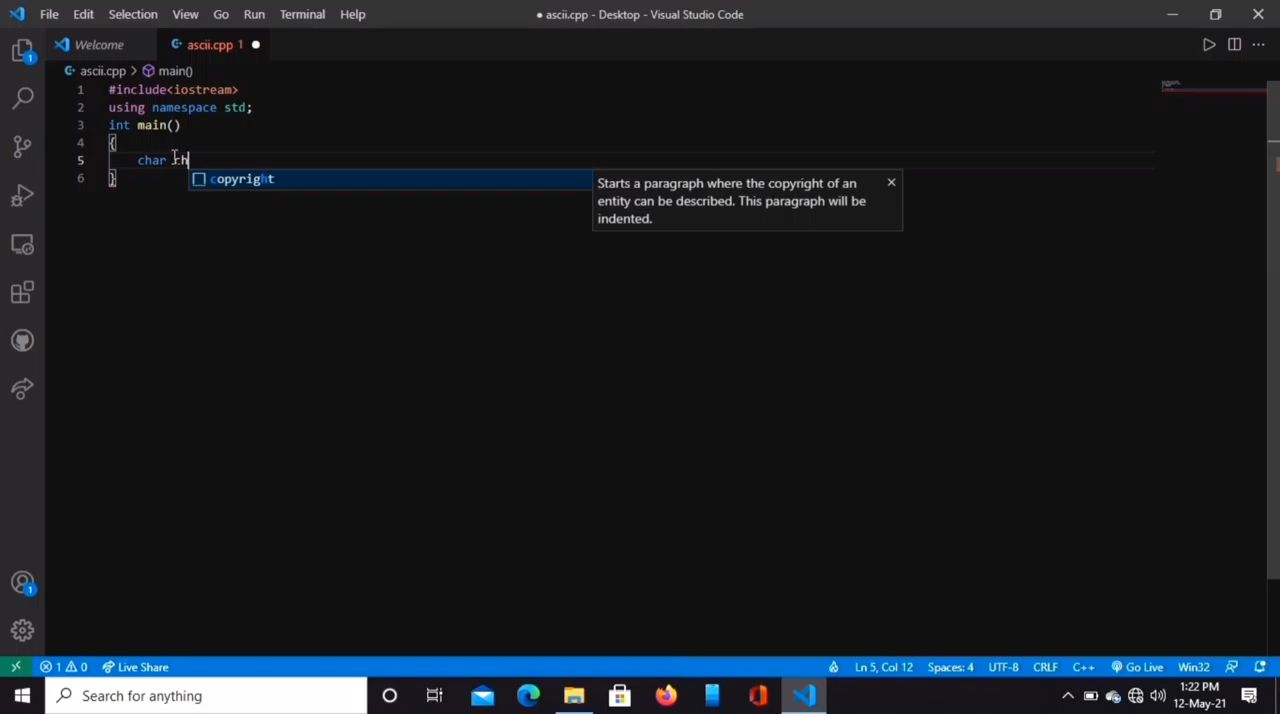 File Edit Selection View Go Run Terminal Help
● ascii.cpp - Desktop - Visual Studio Code
Welcome
ascii.cpp 1 ●
ascii.cpp > main()
1 #include<iostream>
2 using namespace std;
3 int main()
4 {
5 char ch
6 }
copyright
Starts a paragraph where the copyright of an
entity can be described. This paragraph will be
indented.
1
1
1 0 Live Share
Ln 5, Col 12 Spaces: 4 UTF-8 CRLF C++ Go Live Win32
Search for anything
1:22 PM
12-May-21